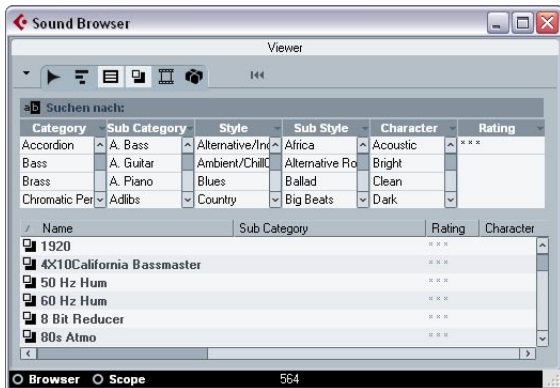 Sound Browser
Viewer
Suchen nach:
Category Sub Category Style Sub Style Character Rating
Accordion A. Bass Alternative/Ind Africa Acoustic ***
Bass A. Guitar Ambient/ChillO Alternative Ro Bright
Brass A. Piano Blues Ballad Clean
Chromatic Per Adlibs Country Big Beats Dark
/ Name Sub Category Rating Character
1920 ***
4X10California Bassmaster ***
50 Hz Hum ***
60 Hz Hum ***
8 Bit Reducer ***
80s Atmo ***
Browser Scope 564